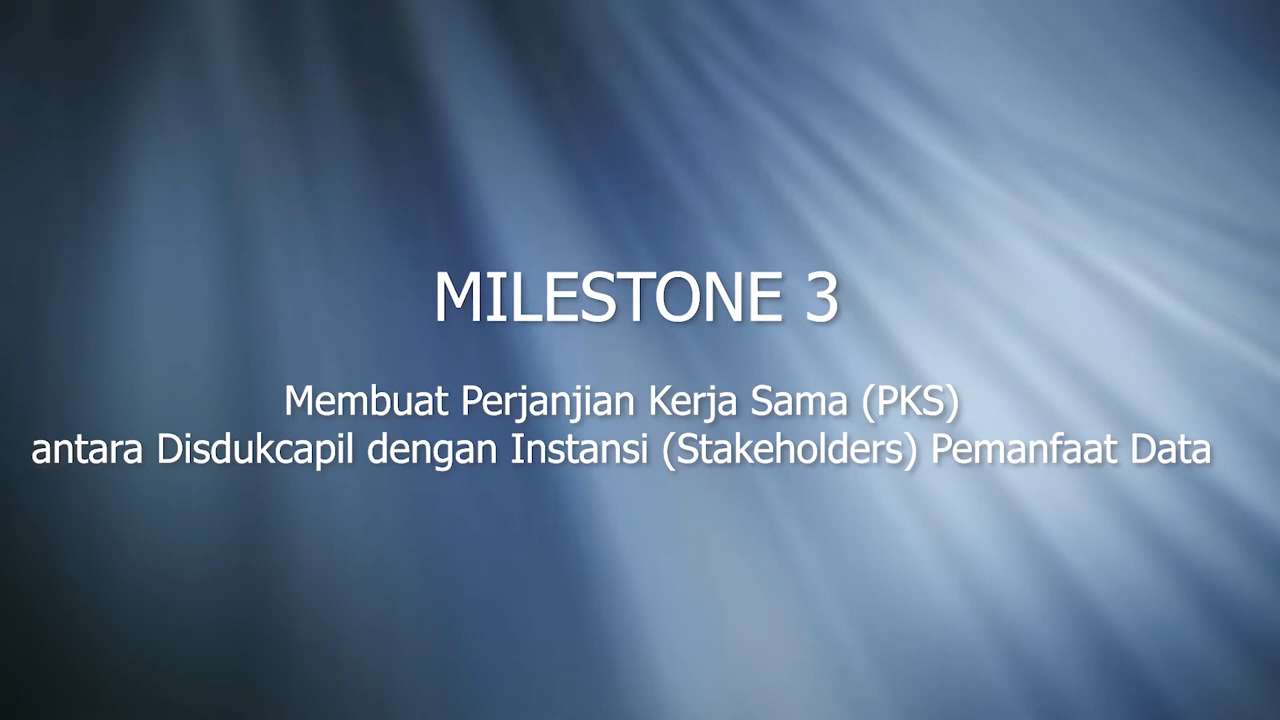 MILESTONE 3
Membuat Perjanjian Kerja Sama (PKS)
antara Disdukcapil dengan Instansi (Stakeholders) Pemanfaat Data